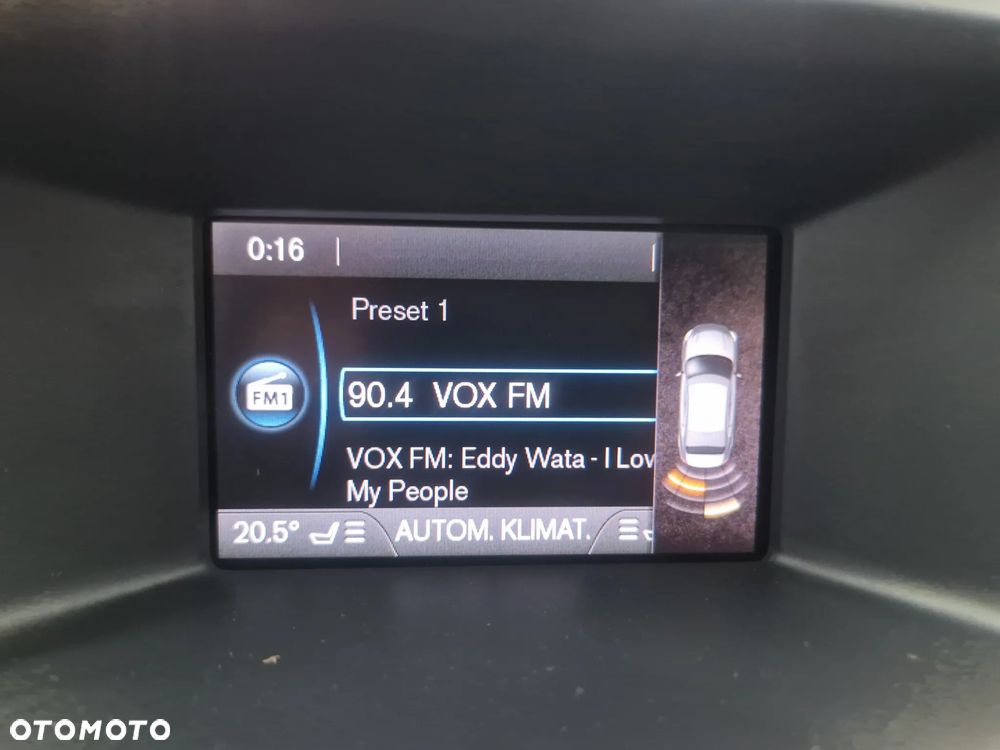 0:16
Preset 1
FM1
90.4 VOX FM
VOX FM: Eddy Wata - I Lov
My People
20.5° AUTOM. KLIMAT.
OTOMOTO